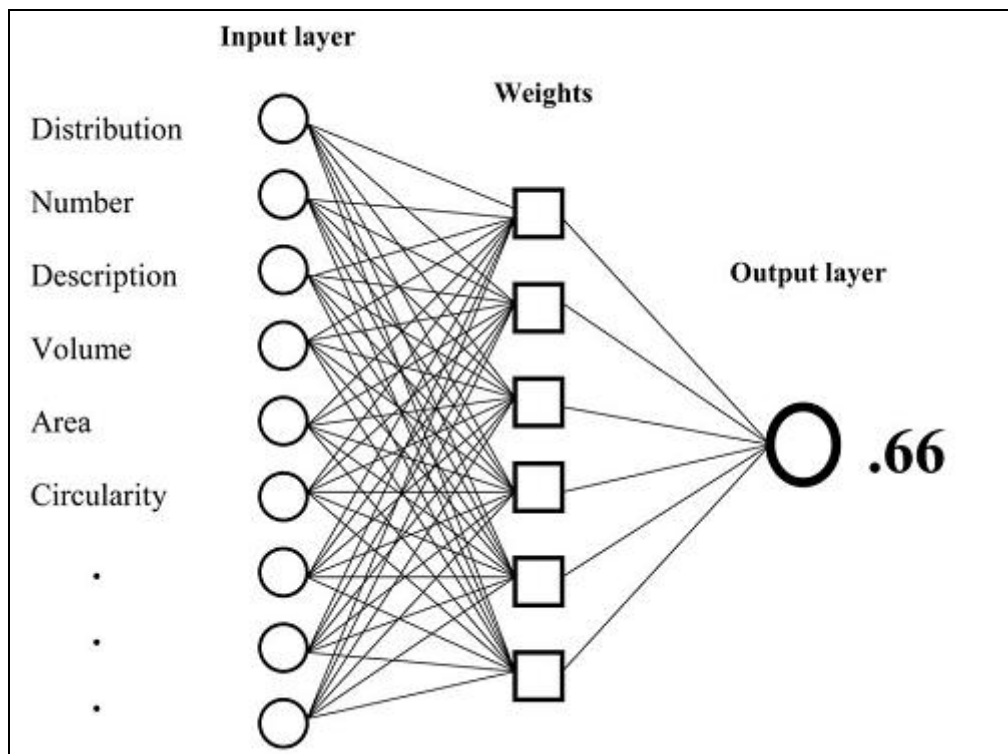 Input layer
Weights
Distribution
Number
Description
Output layer
Volume
Area
.66
Circularity
.
.
.